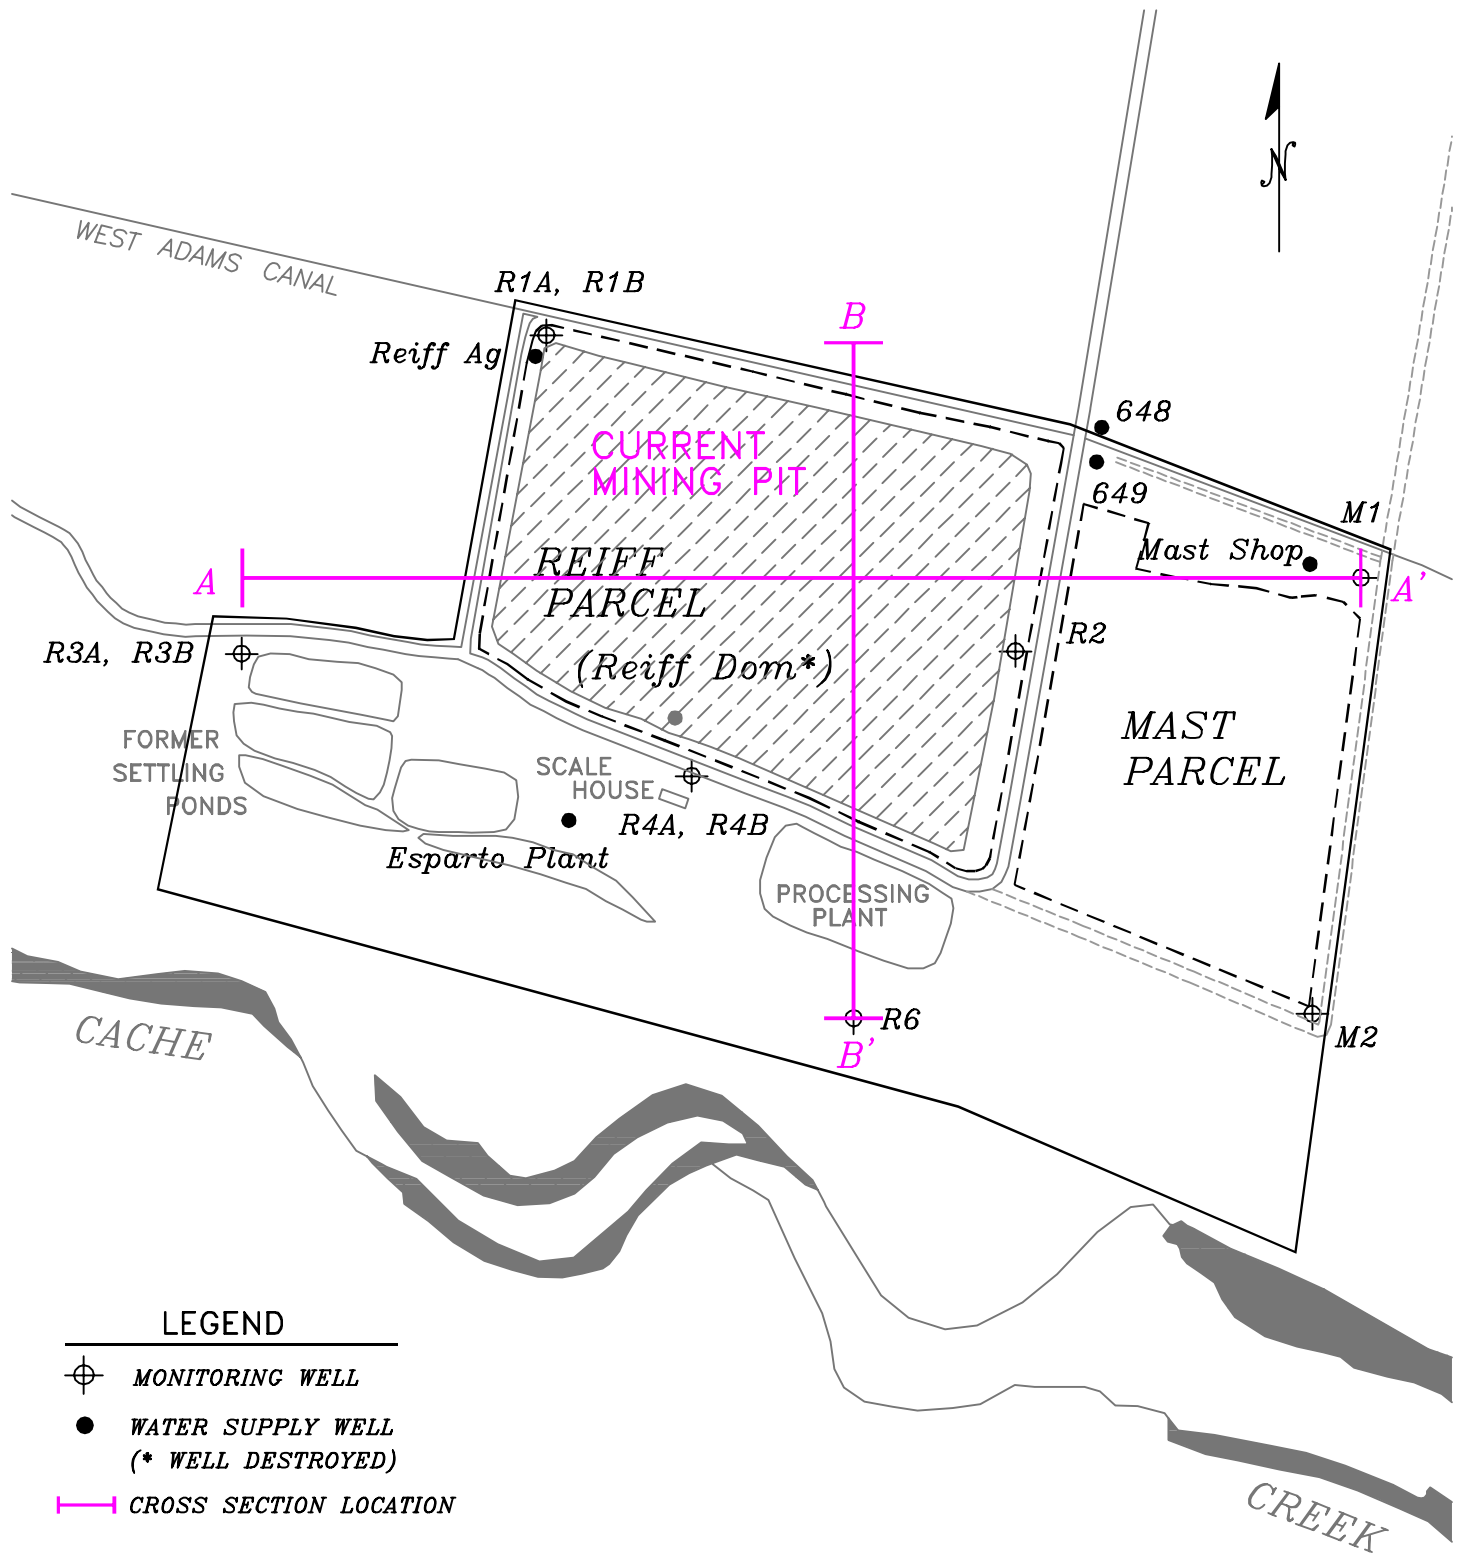 N
WEST ADAMS CANAL
R1A, R1B
B
Reiff Ag
648
CURRENT
MINING PIT
649
M1
Mast Shop
REIFF
PARCEL
A
A'
R2
R3A, R3B
(Reiff Dom*)
MAST
PARCEL
FORMER
SETTLING
PONDS
SCALE
HOUSE
R4A, R4B
Esparto Plant
PROCESSING
PLANT
R6
B'
M2
CACHE
CREEK
LEGEND
MONITORING WELL
WATER SUPPLY WELL
(* WELL DESTROYED)
CROSS SECTION LOCATION